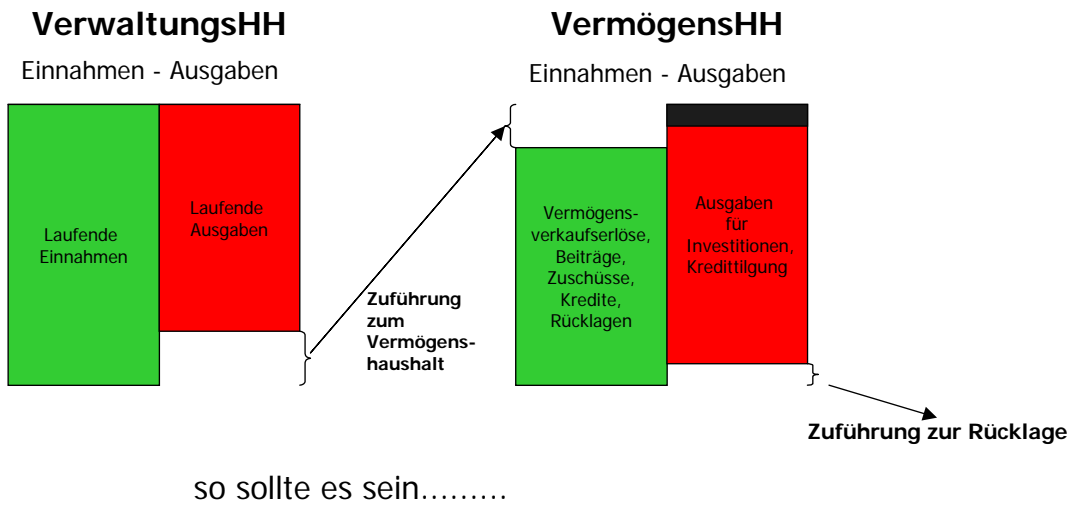 VerwaltungsHH
Einnahmen - Ausgaben
Laufende
Einnahmen
Laufende
Ausgaben
Zuführung
zum
Vermögens-
haushalt
VermögensHH
Einnahmen - Ausgaben
Vermögens-
verkaufserlöse,
Beiträge,
Zuschüsse,
Kredite,
Rücklagen
Ausgaben
für
Investitionen,
Kredittilgung
Zuführung zur Rücklage
so sollte es sein.........